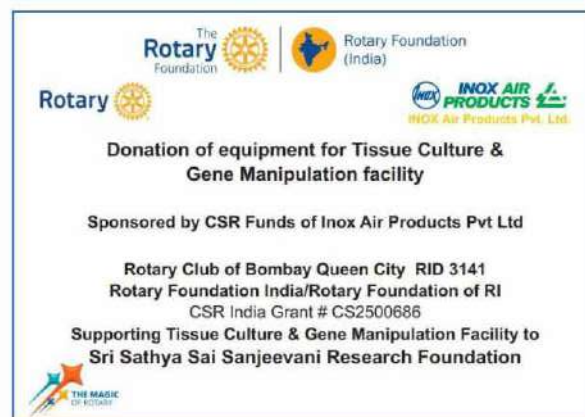 The
Rotary
Foundation
Rotary Foundation
(India)
Rotary
INOX
INOX AIR
PRODUCTS
INOX Air Products Pvt. Ltd.
Donation of equipment for Tissue Culture &
Gene Manipulation facility
Sponsored by CSR Funds of Inox Air Products Pvt Ltd
Rotary Club of Bombay Queen City RID 3141
Rotary Foundation India/Rotary Foundation of RI
CSR India Grant # CS2500686
Supporting Tissue Culture & Gene Manipulation Facility to
Sri Sathya Sai Sanjeevani Research Foundation
THE MAGIC
OF ROTARY